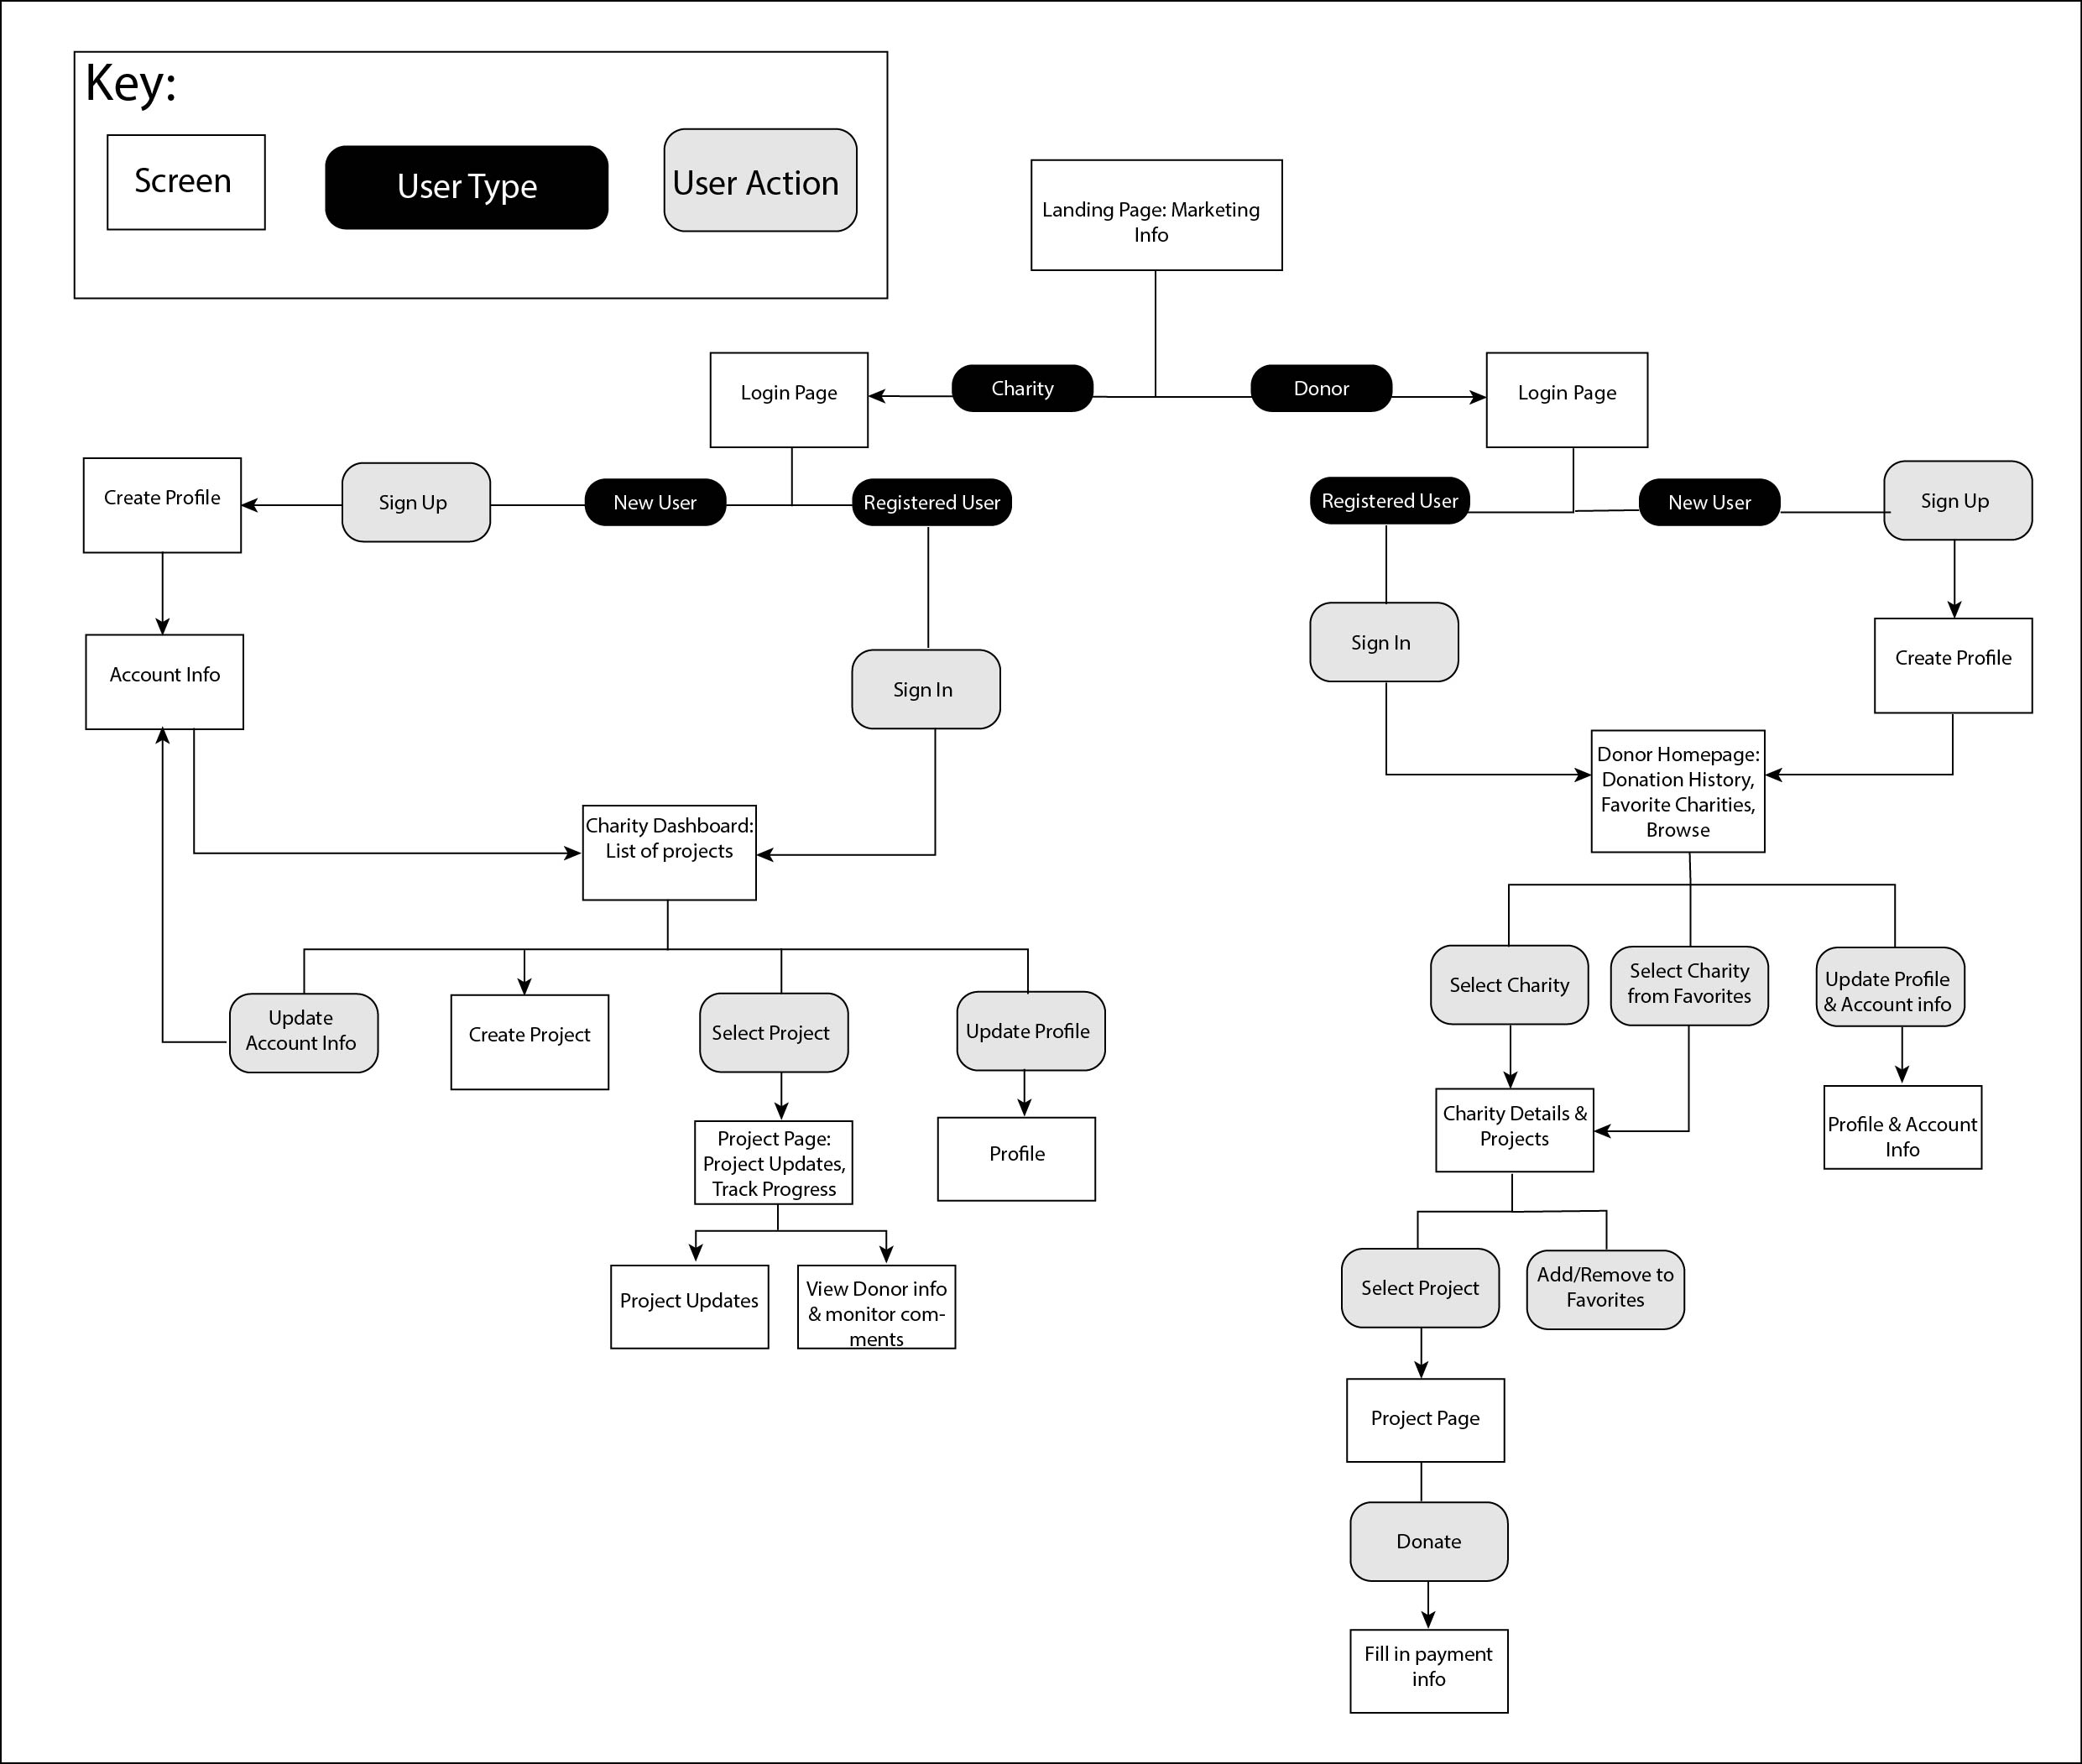 Key:
Screen
User Type
User Action
Landing Page: Marketing
Info
Login Page
Charity
Donor
Login Page
Create Profile
Sign Up
New User
Registered User
Registered User
New User
Sign Up
Account Info
Sign In
Sign In
Create Profile
Charity Dashboard:
List of projects
Donor Homepage:
Donation History,
Favorite Charities,
Browse
Update
Account Info
Create Project
Select Project
Update Profile
Select Charity
Select Charity
from Favorites
Update Profile
& Account info
Project Page:
Project Updates,
Track Progress
Profile
Charity Details &
Projects
Profile & Account
Info
Project Updates
View Donor info
& monitor com-
ments
Select Project
Add/Remove to
Favorites
Project Page
Donate
Fill in payment
info